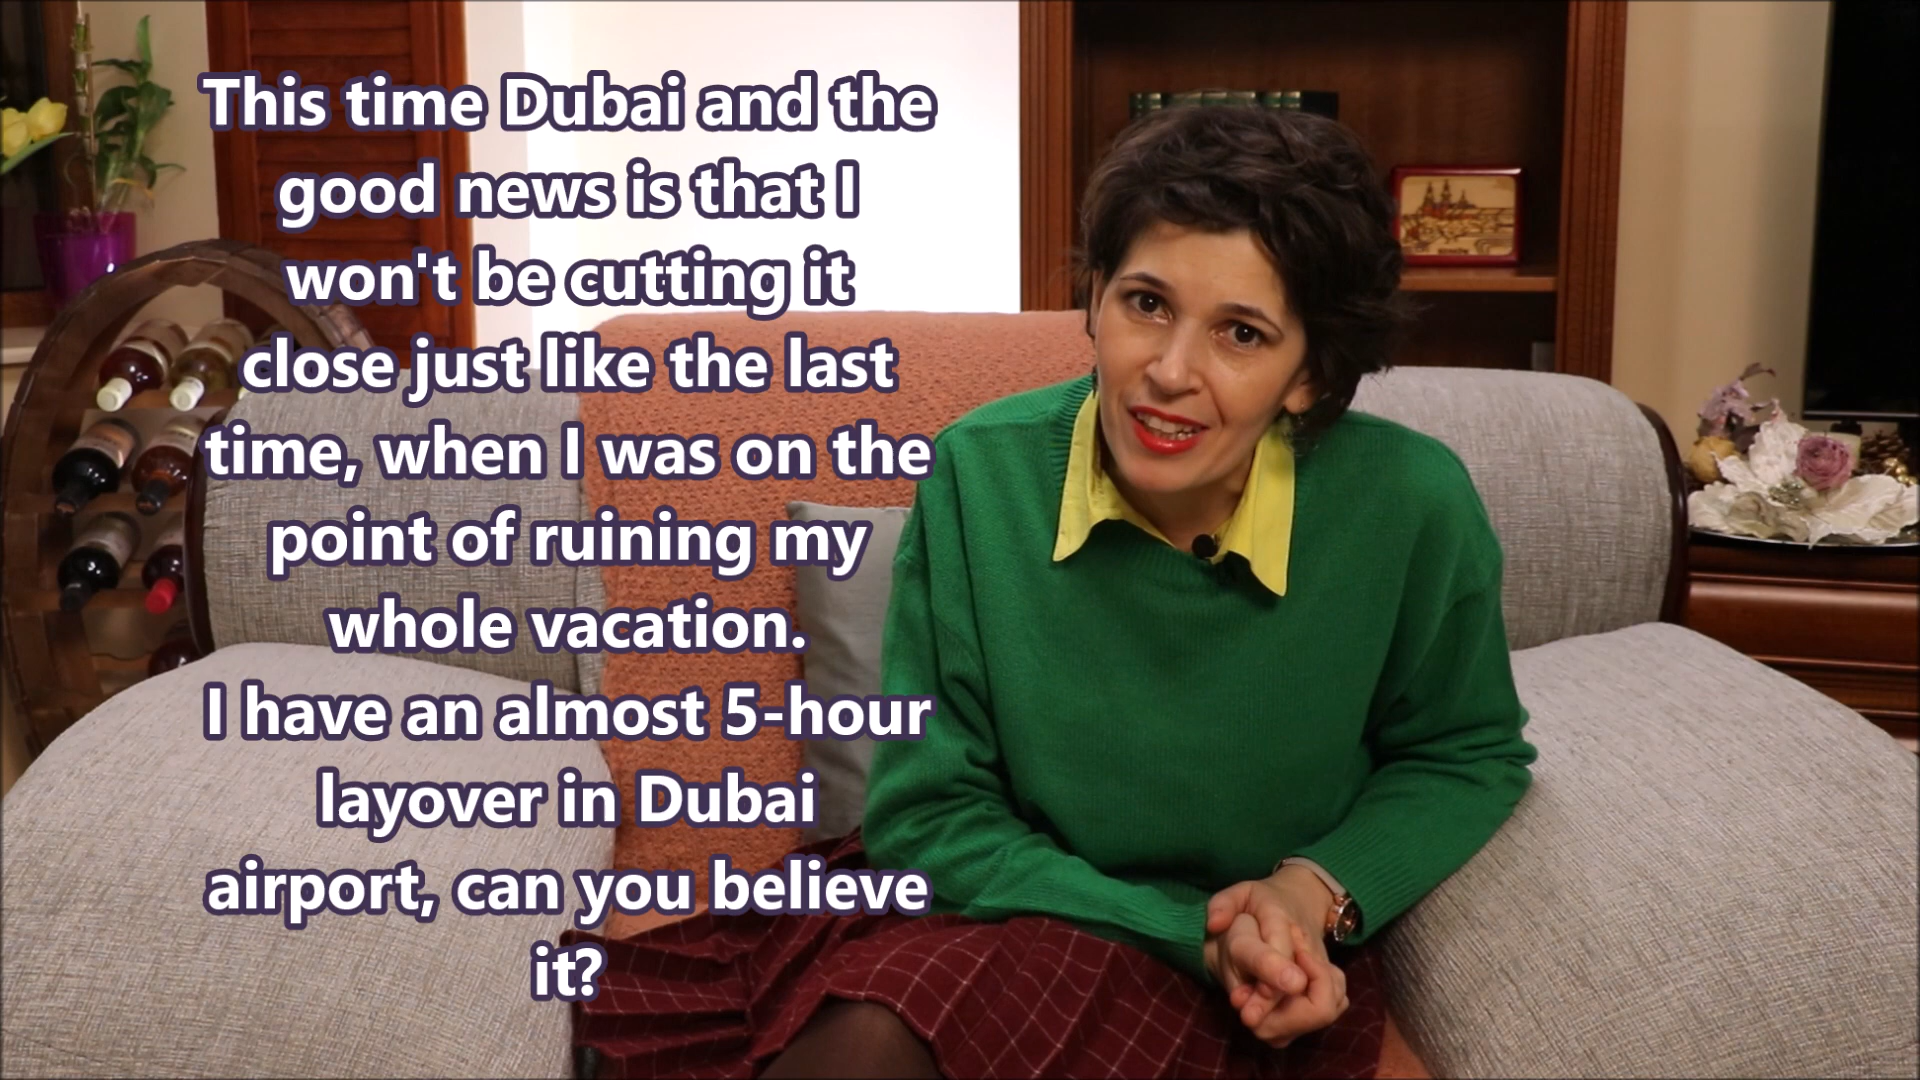 This time Dubai and the
good news is that I
won't be cutting it
close just like the last
time, when I was on the
point of ruining my
whole vacation.
I have an almost 5-hour
layover in Dubai
airport, can you believe
it?